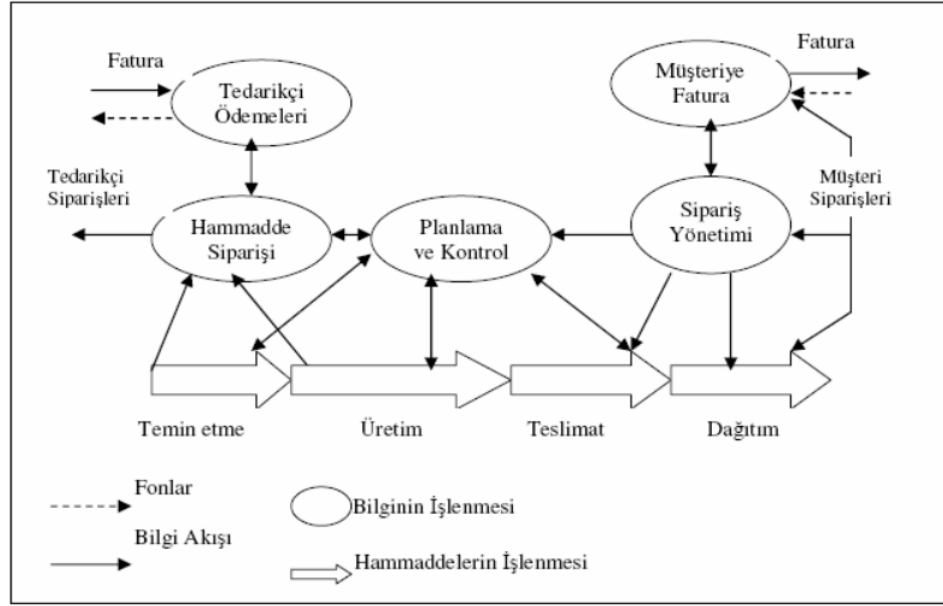 Fatura
Fatura
Tedarikçi
Ödemeleri
Müşteriye
Fatura
Tedarikçi
Siparişleri
Hammadde
Siparişi
Planlama
ve Kontrol
Sipariş
Yönetimi
Müşteri
Siparişleri
Temin etme
Üretim
Teslimat
Dağıtım
Fonlar
Bilginin İşlenmesi
Bilgi Akışı
Hammaddelerin İşlenmesi